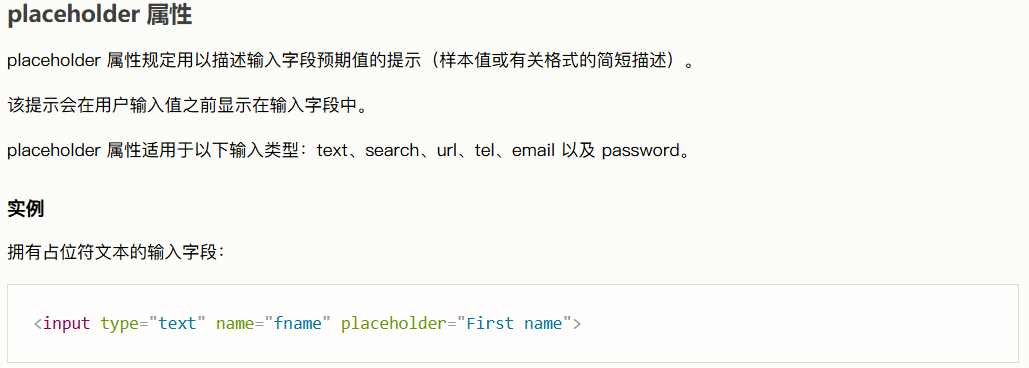 placeholder 属性
placeholder 属性规定用以描述输入字段预期值的提示（样本值或有关格式的简短描述）。
该提示会在用户输入值之前显示在输入字段中。
placeholder 属性适用于以下输入类型：text、search、url、tel、email 以及 password。
实例
拥有占位符文本的输入字段：
<input type="text" name="fname" placeholder="First name">